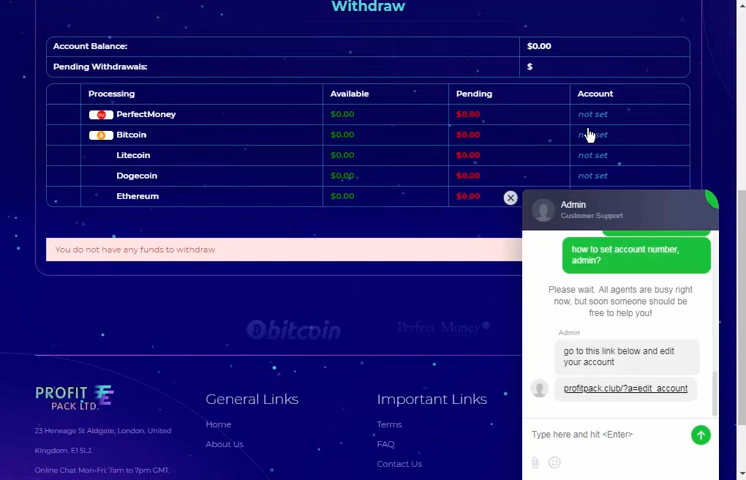 Withdraw
Account Balance: $0.00
Pending Withdrawals: $
Processing Available Pending Account
PerfectMoney $0.00 $0.00 not set
Bitcoin $0.00 $0.00 not set
Litecoin $0.00 $0.00 not set
Dogecoin $0.00 $0.00 not set
Ethereum $0.00 $0.00
You do not have any funds to withdraw
bitcoin Perfect Money
PROFIT
PACK LTD.
23 Heneage St Aldgate, London, United
Kingdom, E1 5LJ.
Online Chat Mon-Fri: 7am to 7pm GMT.
General Links
Home
About Us
Important Links
Terms
FAQ
Contact Us
Admin
Customer Support
how to set account number,
admin?
Please wait. All agents are busy right
now, but soon someone should be
free to help you!
Admin
go to this link below and edit
your account
profitpack.club/?a=edit_account
Type here and hit <Enter>